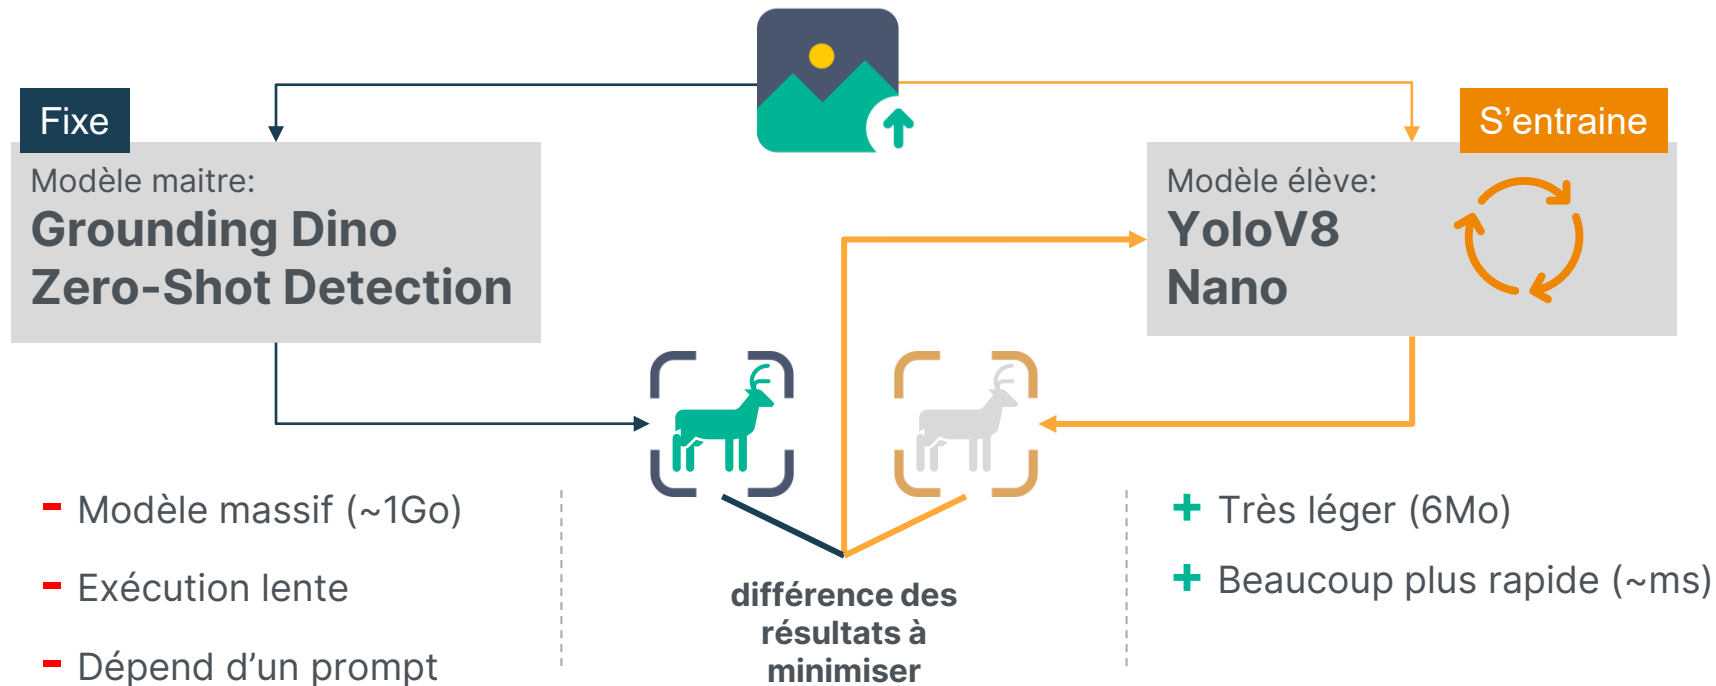 Fixe
S'entraine
Modèle maitre:
Grounding Dino
Zero-Shot Detection
Modèle élève:
YoloV8
Nano
- Modèle massif (~1Go)
- Exécution lente
- Dépend d'un prompt
différence des
résultats à
minimiser
+ Très léger (6Mo)
+ Beaucoup plus rapide (~ms)